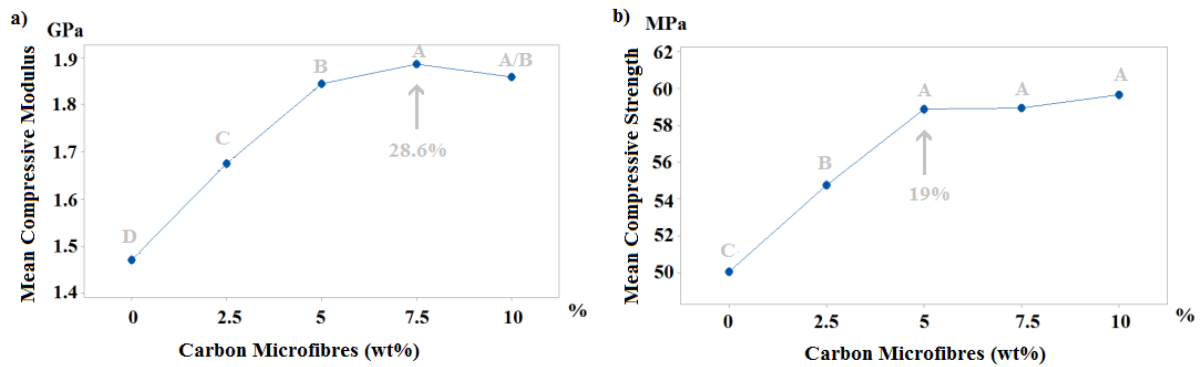 a)
GPa
Mean Compressive Modulus
1.9
1.8
1.7
1.6
1.5
1.4
D
C
B
A
A/B
28.6%
0 2.5 5 7.5 10 %
Carbon Microfibres (wt%)
b)
MPa
Mean Compressive Strength
62
60
58
56
54
52
50
C
B
A
A
A
19%
0 2.5 5 7.5 10 %
Carbon Microfibres (wt%)